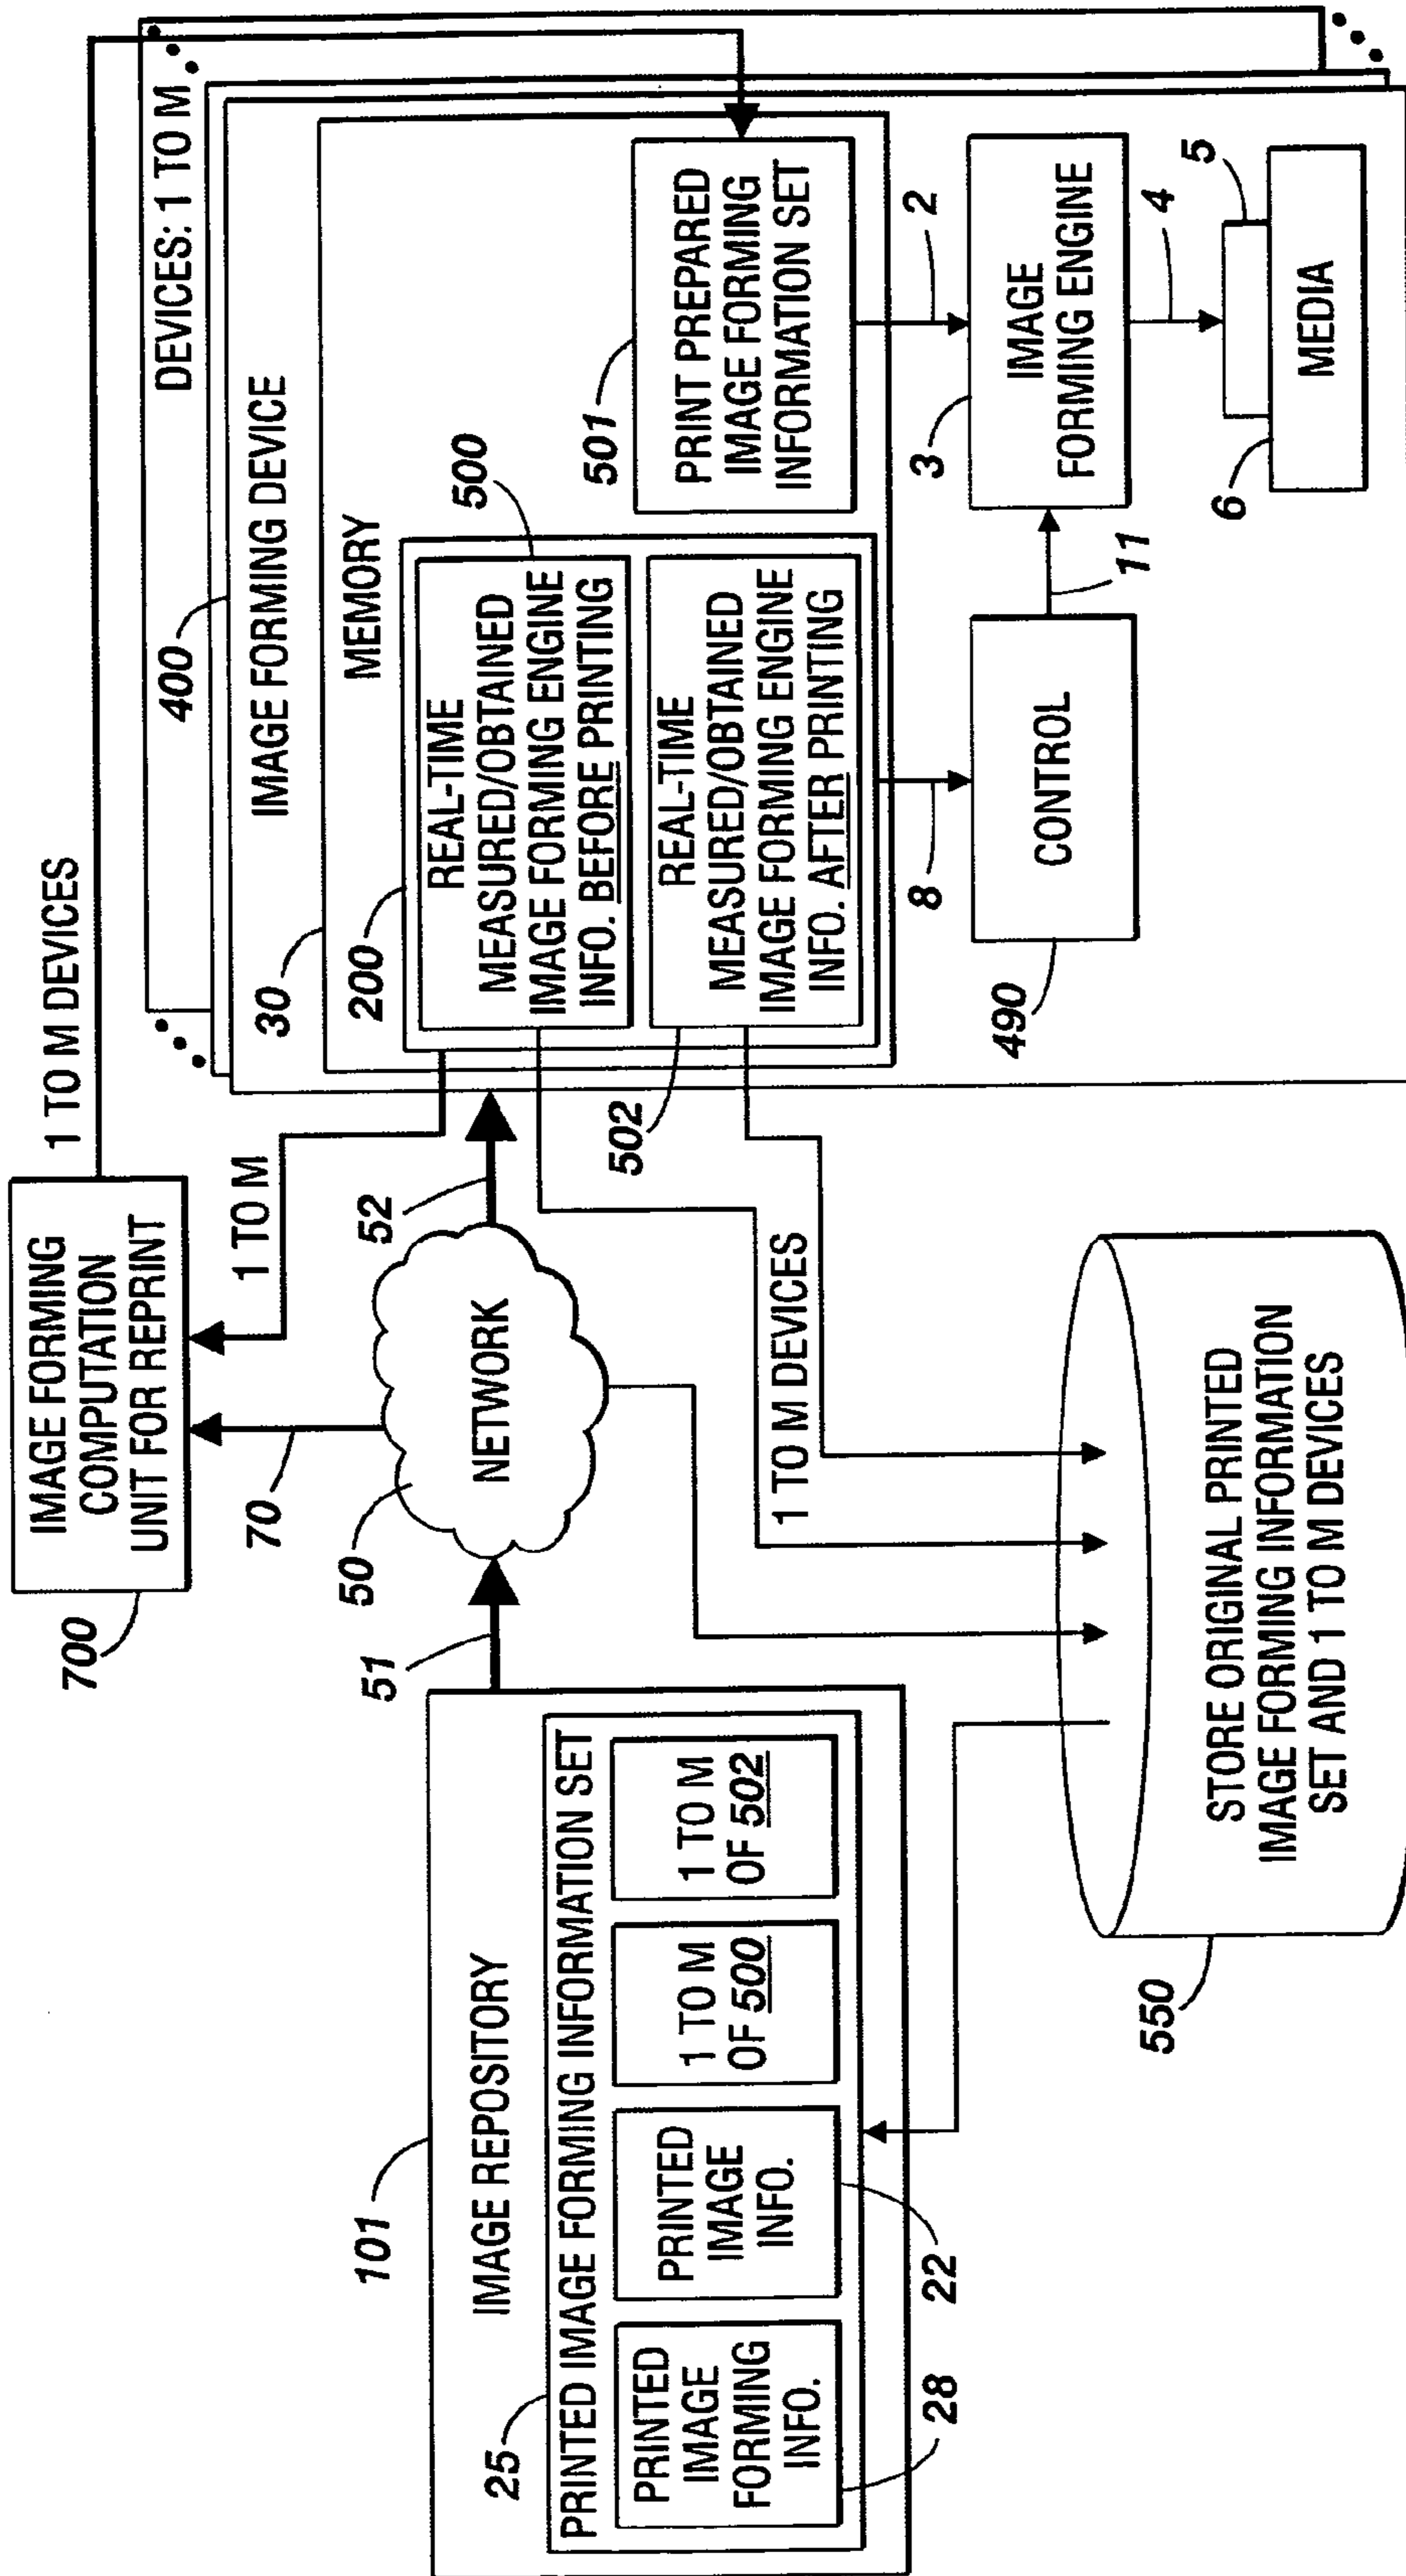 1 TO M DEVICES
DEVICES: 1 TO M
400
IMAGE FORMING
COMPUTATION
UNIT FOR REPRINT
700
70
1 TO M
IMAGE FORMING DEVICE
30
MEMORY
200
REAL-TIME
MEASURED/OBTAINED
IMAGE FORMING ENGINE
INFO. BEFORE PRINTING
500
REAL-TIME
MEASURED/OBTAINED
IMAGE FORMING ENGINE
INFO. AFTER PRINTING
502
501
PRINT PREPARED
IMAGE FORMING
INFORMATION SET
2
8
CONTROL
490
11
3
IMAGE
FORMING ENGINE
4
5
6
MEDIA
101
IMAGE REPOSITORY
25
PRINTED IMAGE FORMING INFORMATION SET
PRINTED
IMAGE
FORMING
INFO.
28
PRINTED
IMAGE
INFO.
22
1 TO M
OF 500
1 TO M
OF 502
51
50
NETWORK
52
1 TO M DEVICES
550
STORE ORIGINAL PRINTED
IMAGE FORMING INFORMATION
SET AND 1 TO M DEVICES